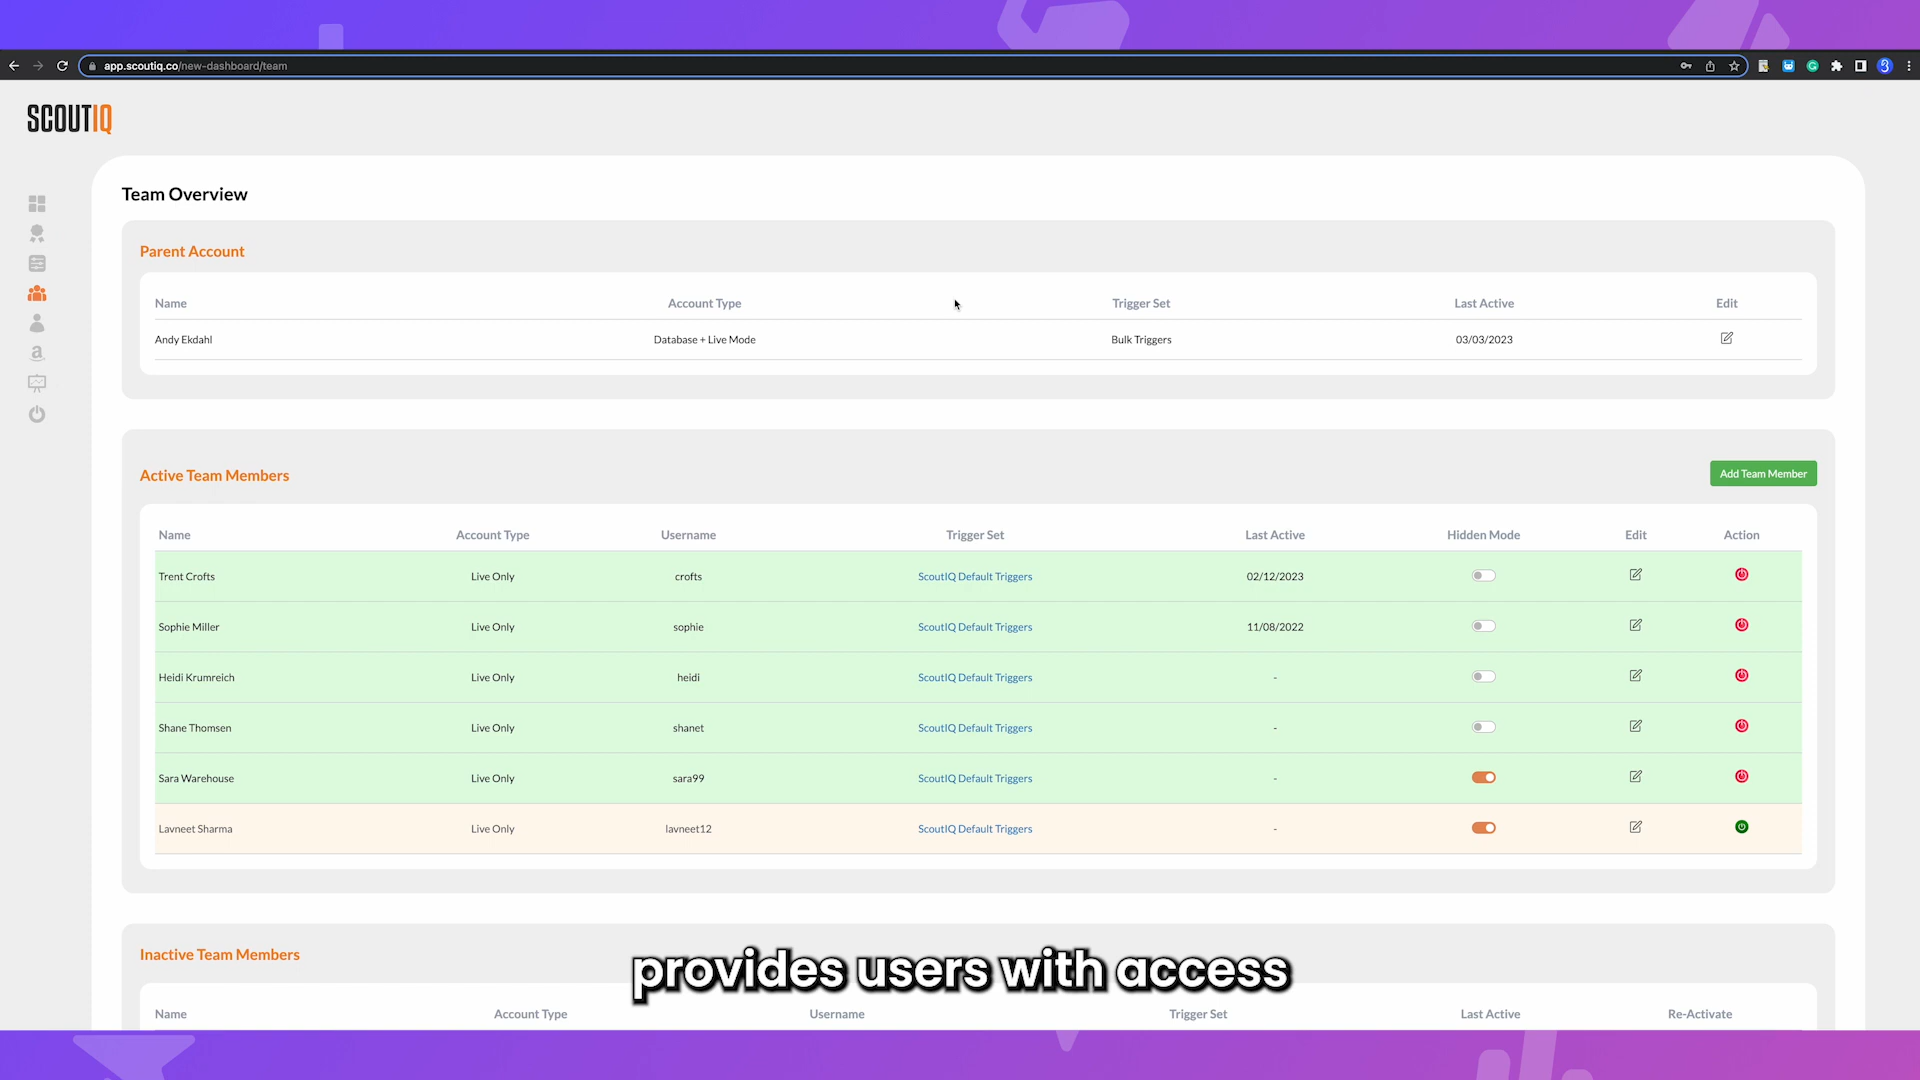 app.scoutiq.co/new-dashboard/team
SCOUTIQ
Team Overview
Parent Account
Name Account Type Trigger Set Last Active Edit
Andy Ekdahl Database + Live Mode Bulk Triggers 03/03/2023
Active Team Members Add Team Member
Name Account Type Username Trigger Set Last Active Hidden Mode Edit Action
Trent Crofts Live Only crofts ScoutIQ Default Triggers 02/12/2023
Sophie Miller Live Only sophie ScoutIQ Default Triggers 11/08/2022
Heidi Krumreich Live Only heidi ScoutIQ Default Triggers -
Shane Thomsen Live Only shanet ScoutIQ Default Triggers -
Sara Warehouse Live Only sara99 ScoutIQ Default Triggers -
Lavneet Sharma Live Only lavneet12 ScoutIQ Default Triggers -
Inactive Team Members
provides users with access
Name Account Type Username Trigger Set Last Active Re-Activate